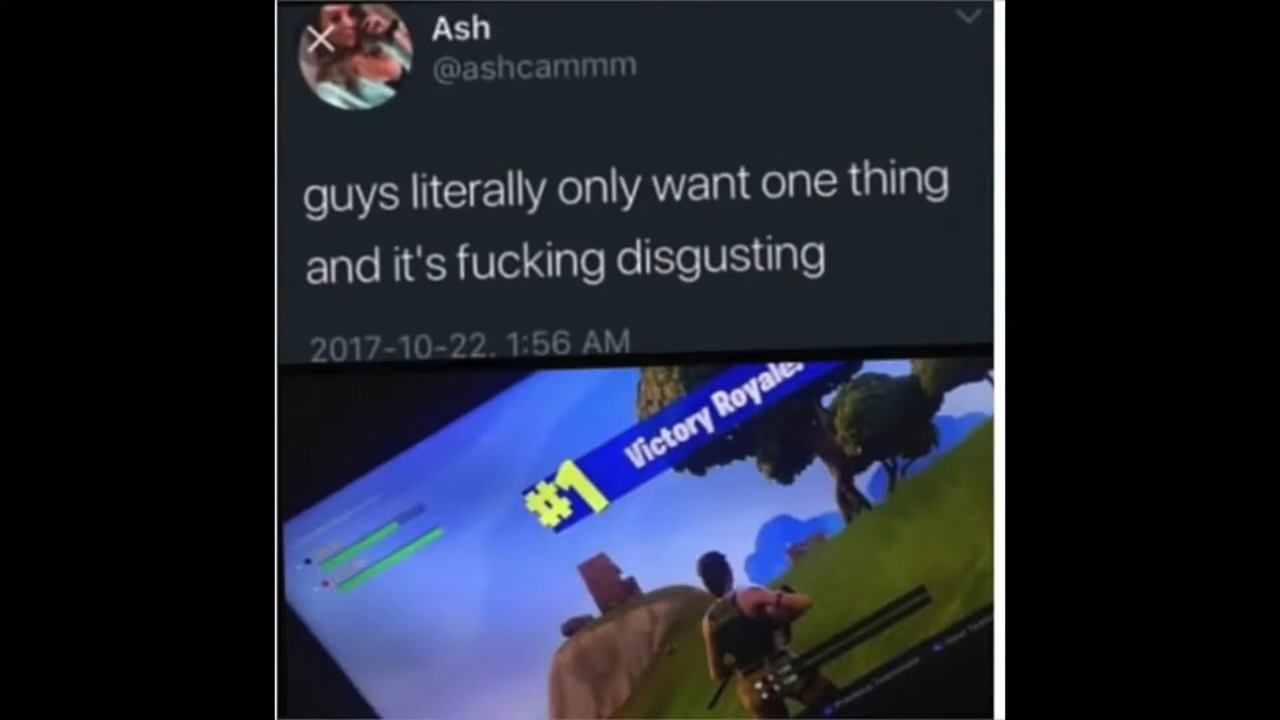 Ash
@ashcammm
guys literally only want one thing
and it's fucking disgusting
2017-10-22, 1:56 AM
#1 Victory Royale!